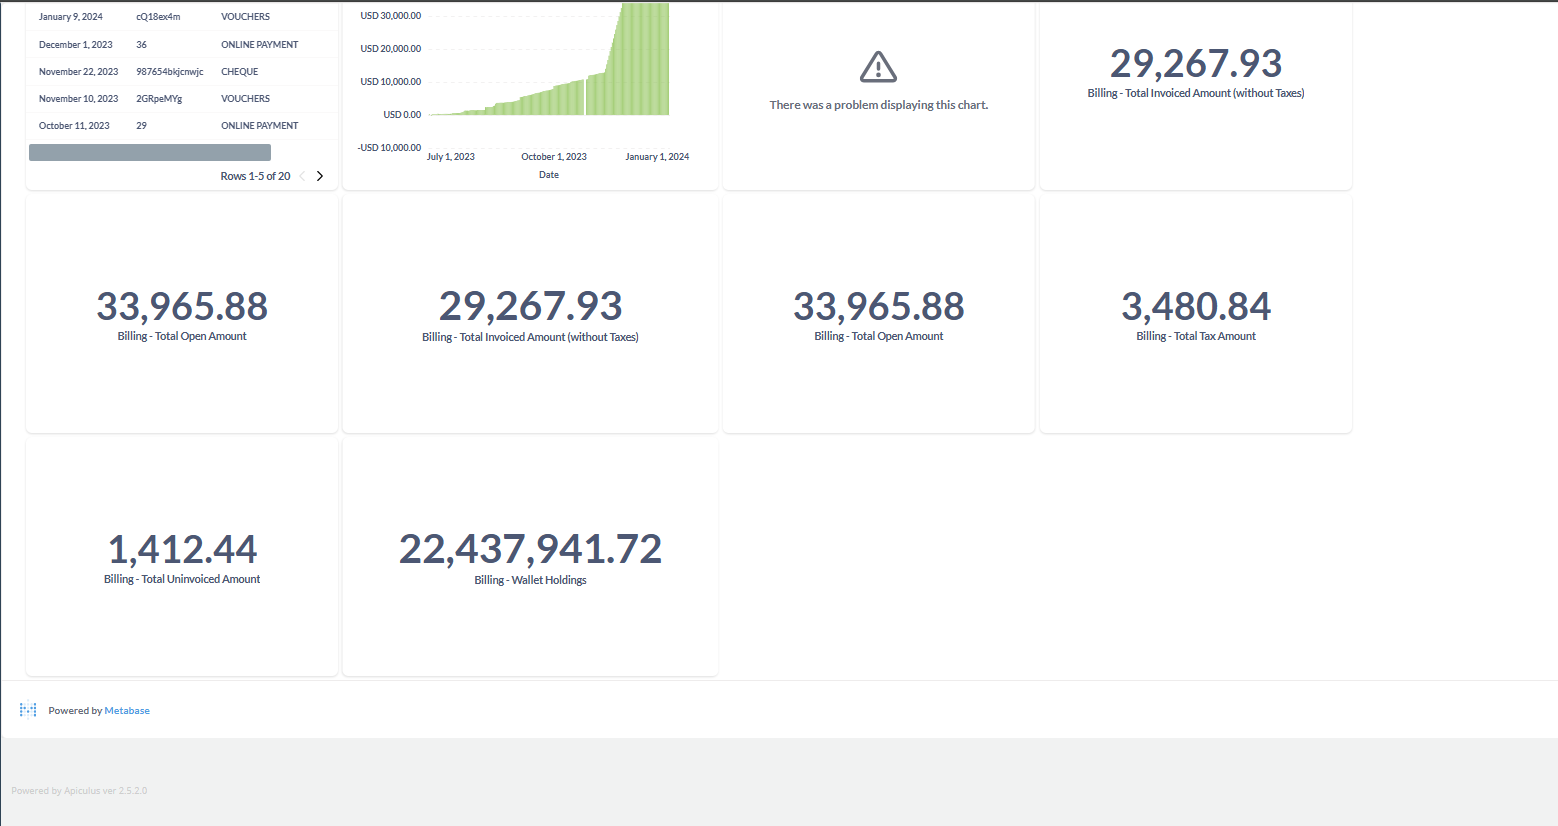 January 9, 2024 cQ18ex4m VOUCHERS
December 1, 2023 36 ONLINE PAYMENT
November 22, 2023 987654bkjcnwjc CHEQUE
November 10, 2023 2GRpeMYg VOUCHERS
October 11, 2023 29 ONLINE PAYMENT
Rows 1-5 of 20
USD 30,000.00
USD 20,000.00
USD 10,000.00
USD 0.00
-USD 10,000.00
July 1, 2023 October 1, 2023 January 1, 2024
Date
There was a problem displaying this chart.
29,267.93
Billing - Total Invoiced Amount (without Taxes)
33,965.88
Billing - Total Open Amount
29,267.93
Billing - Total Invoiced Amount (without Taxes)
33,965.88
Billing - Total Open Amount
3,480.84
Billing - Total Tax Amount
1,412.44
Billing - Total Uninvoiced Amount
22,437,941.72
Billing - Wallet Holdings
Powered by Metabase
Powered by Apiculus ver 2.5.2.0